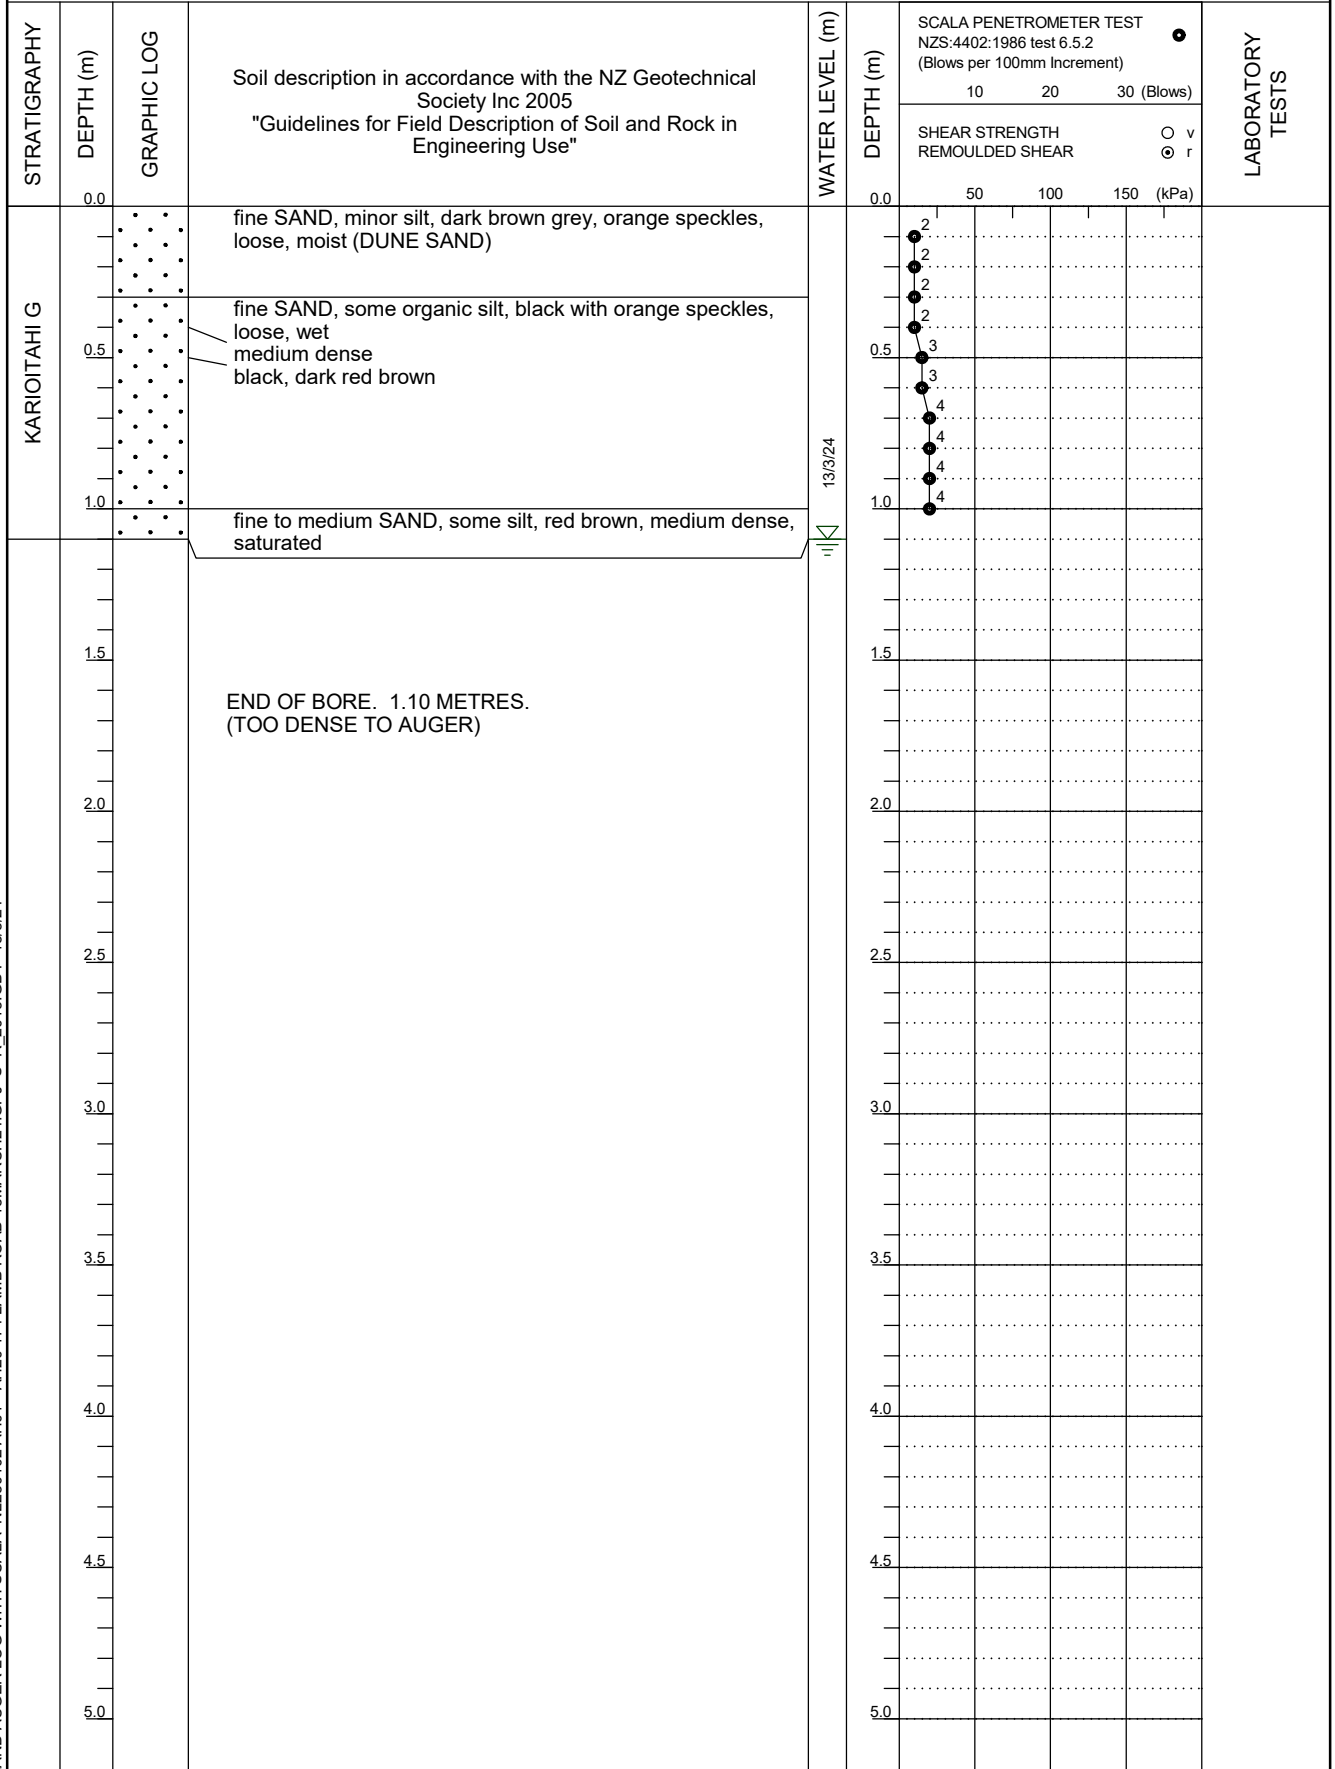 STRATIGRAPHY
DEPTH (m)
GRAPHIC LOG
Soil description in accordance with the NZ Geotechnical
Society Inc 2005
"Guidelines for Field Description of Soil and Rock in
Engineering Use"
WATER LEVEL (m)
DEPTH (m)
SCALA PENETROMETER TEST
NZS:4402:1986 test 6.5.2
(Blows per 100mm Increment)
10 20 30 (Blows)
SHEAR STRENGTH v
REMOULDED SHEAR r
50 100 150 (kPa)
LABORATORY
TESTS
0.0
0.0
KARIOITAHI G
fine SAND, minor silt, dark brown grey, orange speckles,
loose, moist (DUNE SAND)
2
2
2
fine SAND, some organic silt, black with orange speckles,
loose, wet
2
medium dense
0.5
0.5
3
black, dark red brown
3
4
4
13/3/24
4
1.0
1.0
4
fine to medium SAND, some silt, red brown, medium dense,
saturated
1.5
1.5
END OF BORE. 1.10 METRES.
(TOO DENSE TO AUGER)
2.0
2.0
2.5
2.5
3.0
3.0
3.5
3.5
4.0
4.0
4.5
4.5
5.0
5.0